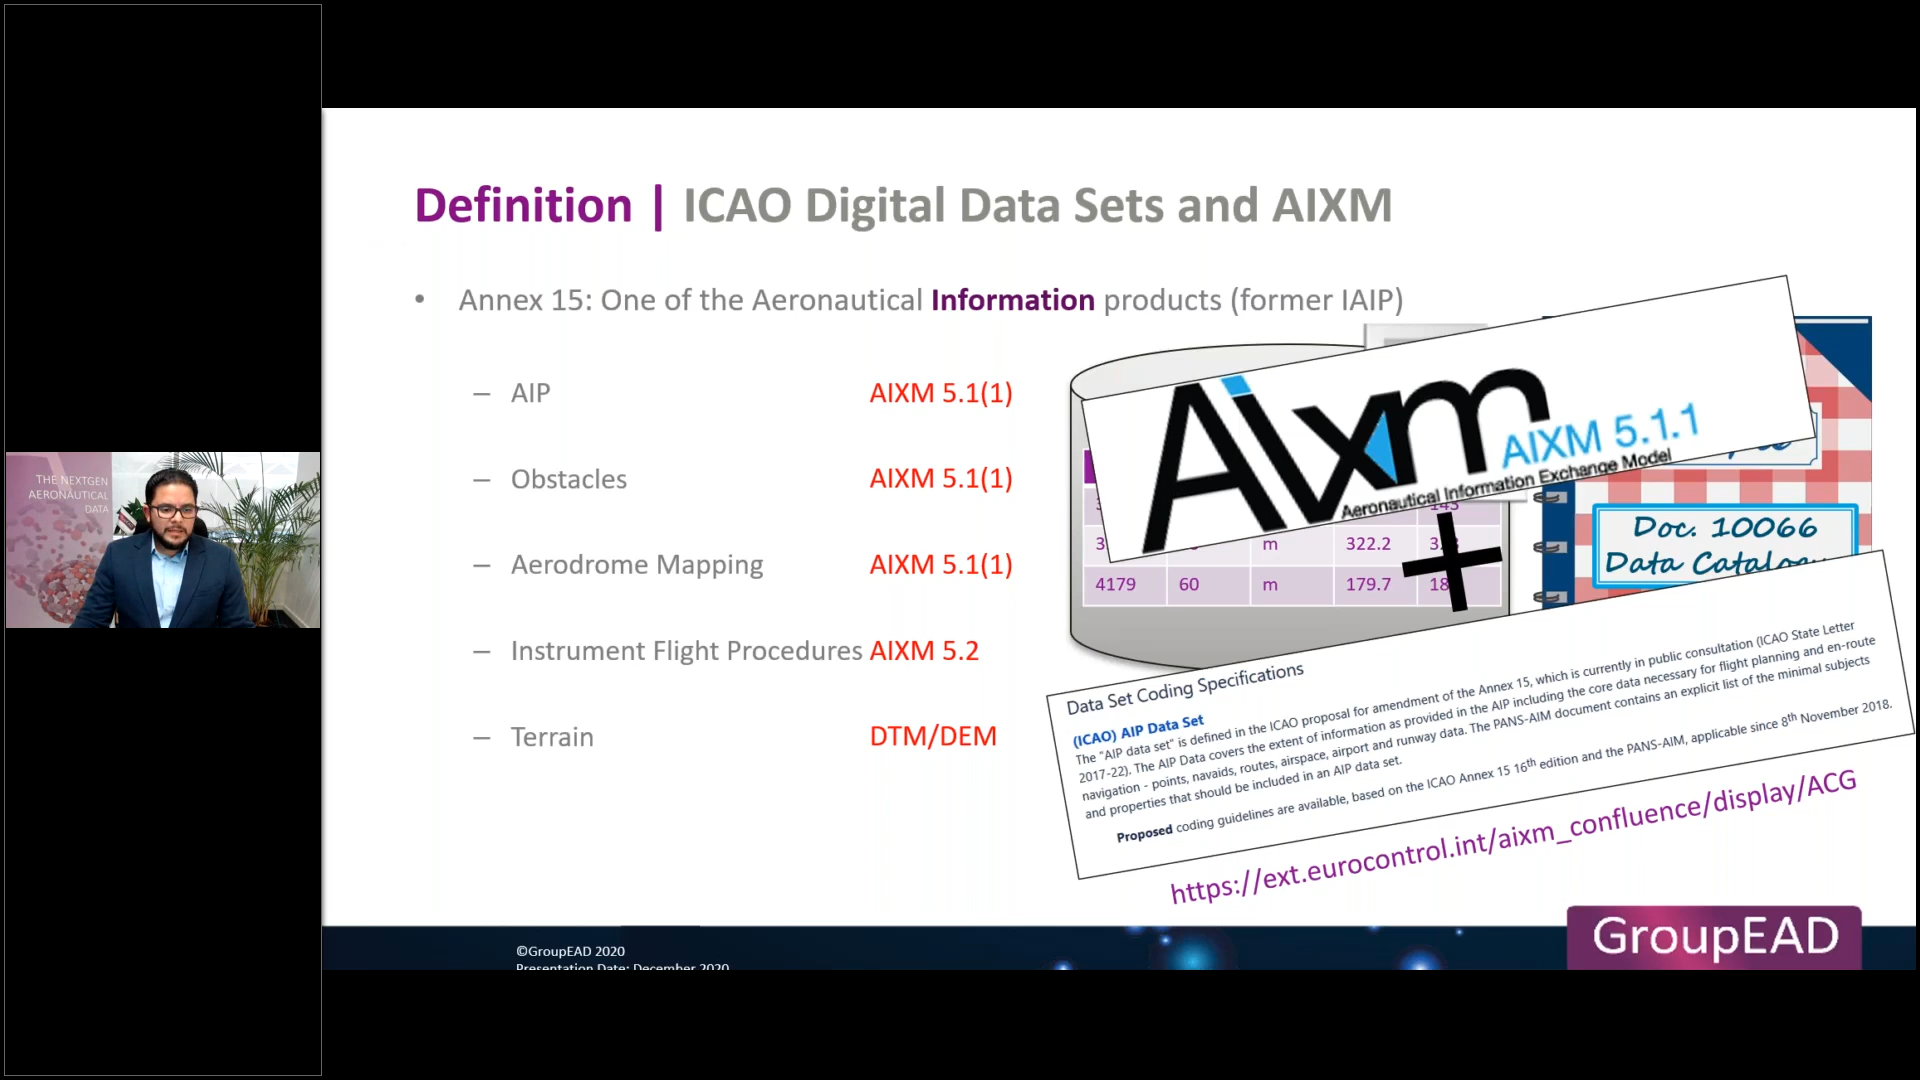 THE NEXTGEN
AERONAUTICAL
DATA
Definition | ICAO Digital Data Sets and AIXM
• Annex 15: One of the Aeronautical Information products (former IAIP)
– AIP AIXM 5.1(1)
– Obstacles AIXM 5.1(1)
– Aerodrome Mapping AIXM 5.1(1)
– Instrument Flight Procedures AIXM 5.2
– Terrain DTM/DEM
Aixm
AIXM 5.1.1
Aeronautical Information Exchange Model
143
m 322.2
4179 60 m 179.7 18
Doc. 10066
Data Catalog
Data Set Coding Specifications
(ICAO) AIP Data Set
The "AIP data set" is defined in the ICAO proposal for amendment of the Annex 15, which is currently in public consultation (ICAO State Letter
2017-22). The AIP Data covers the extent of information as provided in the AIP including the core data necessary for flight planning and en-route
navigation - points, navaids, routes, airspace, airport and runway data. The PANS-AIM document contains an explicit list of the minimal subjects
and properties that should be included in an AIP data set.
Proposed coding guidelines are available, based on the ICAO Annex 15 16th edition and the PANS-AIM, applicable since 8th November 2018.
https://ext.eurocontrol.int/aixm_confluence/display/ACG
©GroupEAD 2020
Presentation Date: December 2020
GroupEAD